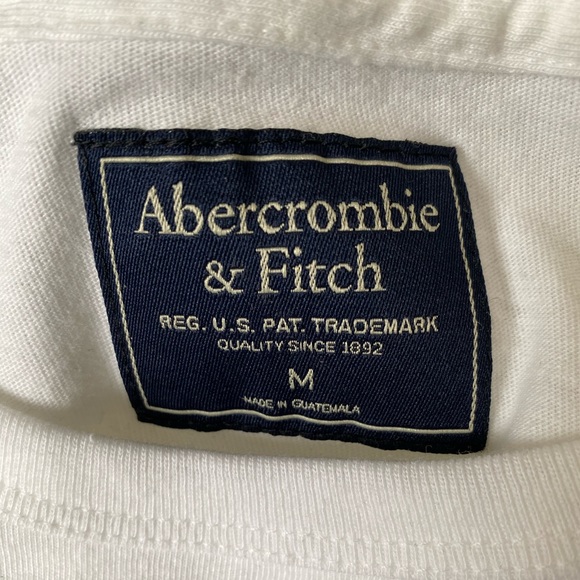 Abercrombie
& Fitch
REG. U.S. PAT. TRADEMARK
QUALITY SINCE 1892
M
MADE IN GUATEMALA